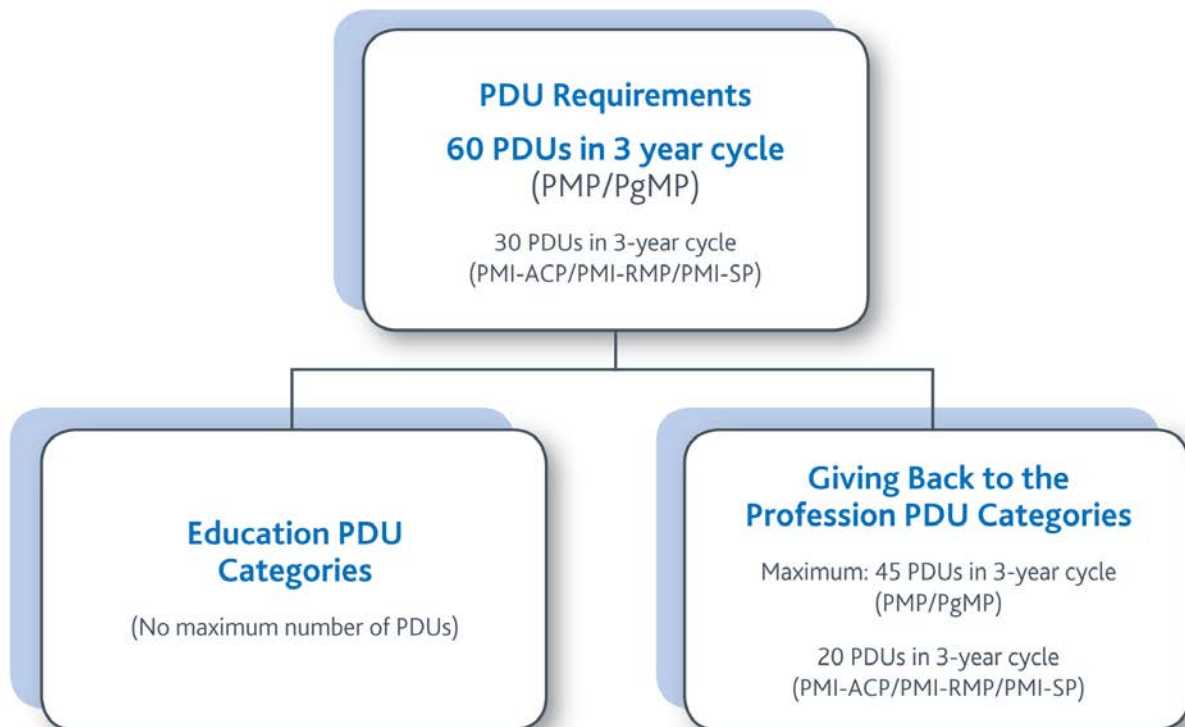 PDU Requirements
60 PDUs in 3 year cycle
(PMP/PgMP)
30 PDUs in 3-year cycle
(PMI-ACP/PMI-RMP/PMI-SP)
Education PDU
Categories
(No maximum number of PDUs)
Giving Back to the
Profession PDU Categories
Maximum: 45 PDUs in 3-year cycle
(PMP/PgMP)
20 PDUs in 3-year cycle
(PMI-ACP/PMI-RMP/PMI-SP)